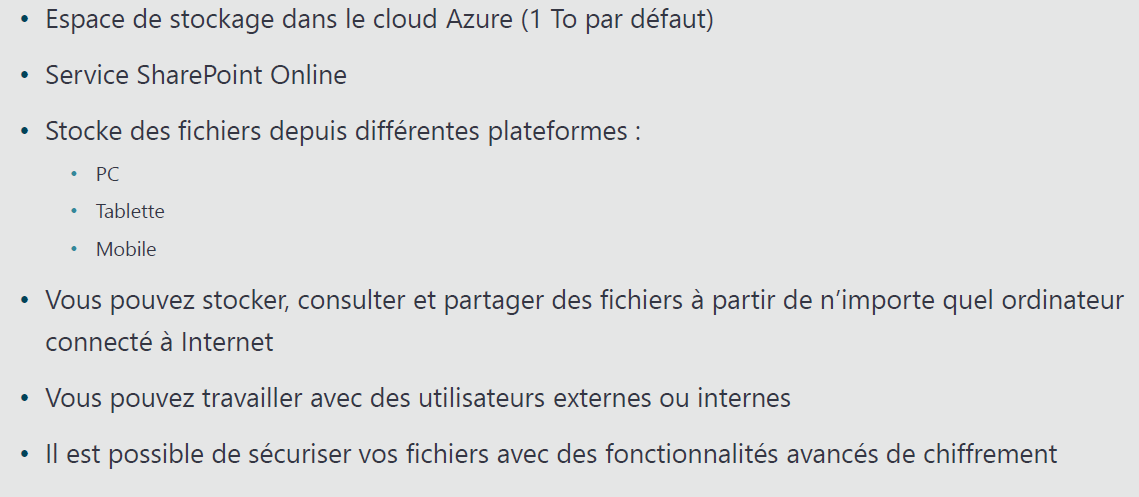 • Espace de stockage dans le cloud Azure (1 To par défaut)
• Service SharePoint Online
• Stocke des fichiers depuis différentes plateformes :
• PC
• Tablette
• Mobile
• Vous pouvez stocker, consulter et partager des fichiers à partir de n’importe quel ordinateur
connecté à Internet
• Vous pouvez travailler avec des utilisateurs externes ou internes
• Il est possible de sécuriser vos fichiers avec des fonctionnalités avancés de chiffrement